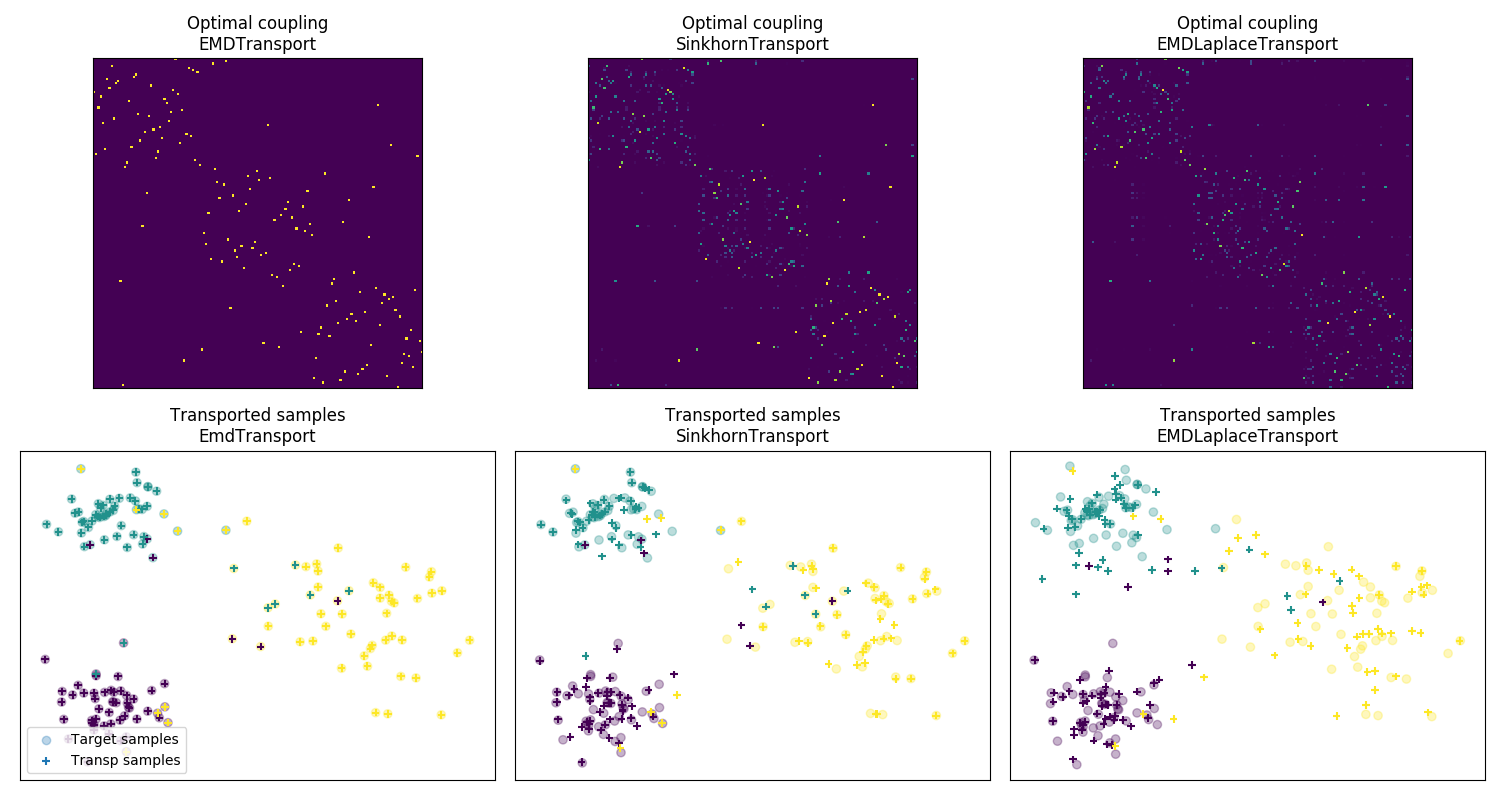 Optimal coupling
EMDTransport
Optimal coupling
SinkhornTransport
Optimal coupling
EMDLaplaceTransport
Transported samples
EmdTransport
Transported samples
SinkhornTransport
Transported samples
EMDLaplaceTransport
Target samples
Transp samples